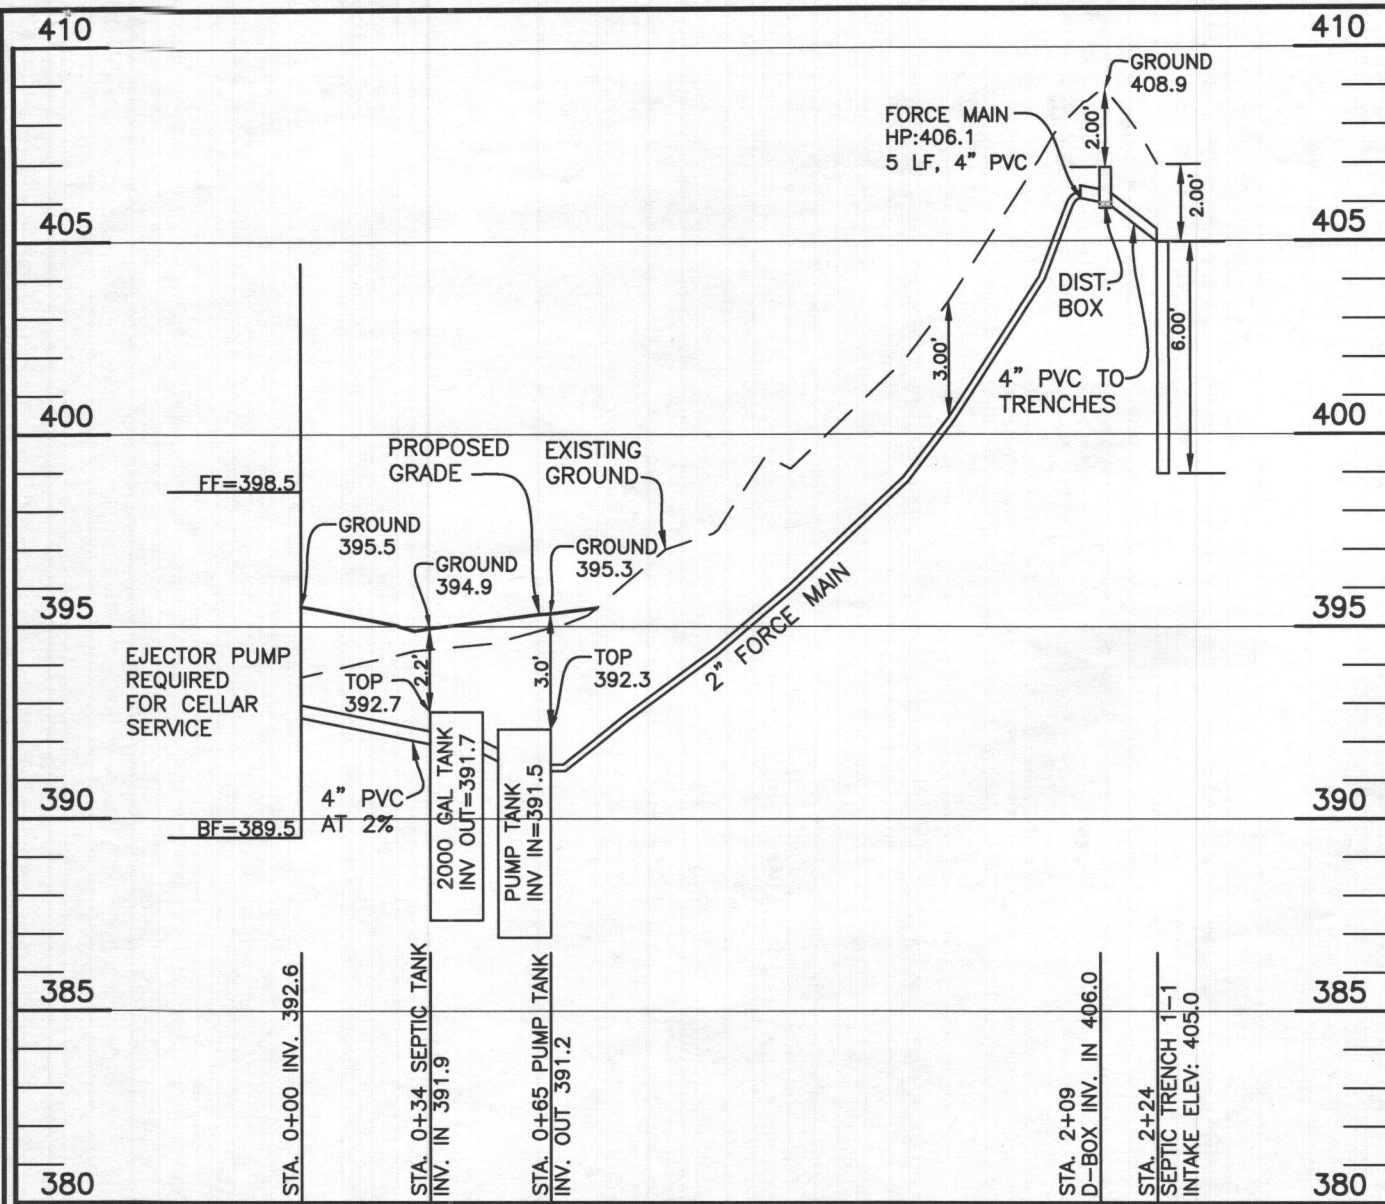 410
410
GROUND
408.9
FORCE MAIN
HP:406.1
5 LF, 4" PVC
2.00'
2.00'
405
405
DIST.
BOX
6.00'
3.00'
4" PVC TO
TRENCHES
400
400
PROPOSED
GRADE
EXISTING
GROUND
FF=398.5
GROUND
395.5
GROUND
394.9
GROUND
395.3
395
395
EJECTOR PUMP
REQUIRED
FOR CELLAR
SERVICE
TOP
392.7
2.2'
3.0'
TOP
392.3
2" FORCE MAIN
4" PVC
AT 2%
2000 GAL TANK
INV OUT=391.7
PUMP TANK
INV IN=391.5
390
390
BF=389.5
385
385
STA. 0+00 INV. 392.6
STA. 0+34 SEPTIC TANK
INV. IN 391.9
STA. 0+65 PUMP TANK
INV. OUT 391.2
STA. 2+09
D-BOX INV. IN 406.0
STA. 2+24
SEPTIC TRENCH 1-1
INTAKE ELEV: 405.0
380
380